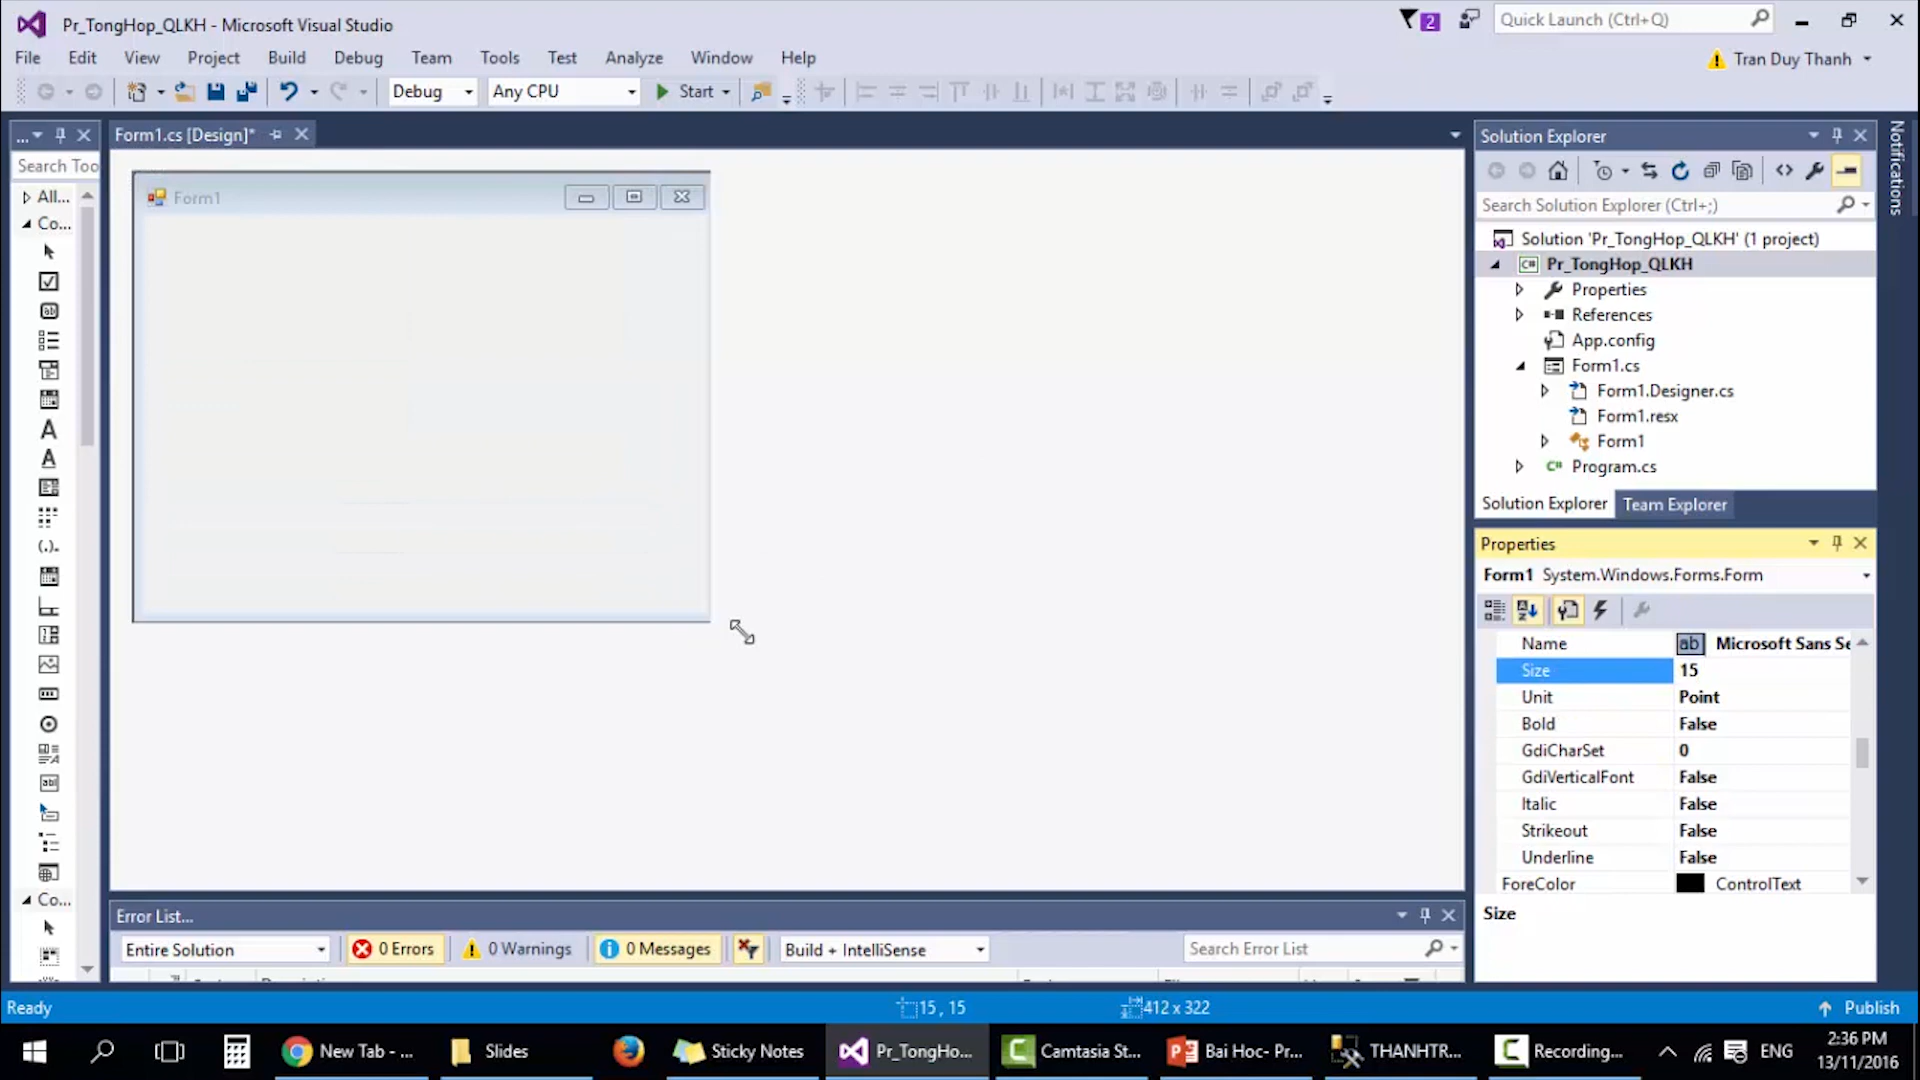 Pr_TongHop_QLKH - Microsoft Visual Studio
2
Quick Launch (Ctrl+Q)
File Edit View Project Build Debug Team Tools Test Analyze Window Help
Tran Duy Thanh
Debug
Any CPU
Start
...
Form1.cs [Design]*
Search Too
All...
Co...
Co...
Form1
Solution Explorer
Search Solution Explorer (Ctrl+;)
Solution 'Pr_TongHop_QLKH' (1 project)
Pr_TongHop_QLKH
Properties
References
App.config
Form1.cs
Form1.Designer.cs
Form1.resx
Form1
Program.cs
Solution Explorer Team Explorer
Notifications
Properties
Form1 System.Windows.Forms.Form
Name Microsoft Sans Se
Size 15
Unit Point
Bold False
GdiCharSet 0
GdiVerticalFont False
Italic False
Strikeout False
Underline False
ForeColor ControlText
Size
Error List...
Entire Solution
0 Errors
0 Warnings
0 Messages
Build + IntelliSense
Search Error List
Ready
15 , 15
412 x 322
Publish
New Tab - ...
Slides
Sticky Notes
Pr_TongHo...
Camtasia St...
Bai Hoc- Pr...
THANHTR...
Recording...
ENG
2:36 PM
13/11/2016